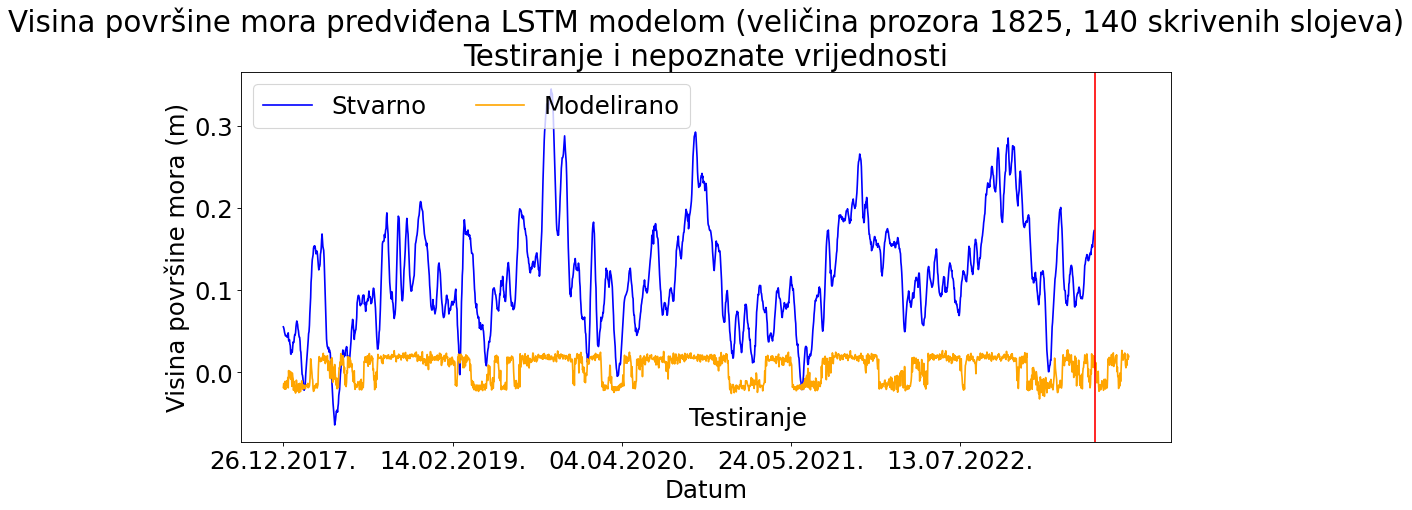 Visina površine mora predviđena LSTM modelom (veličina prozora 1825, 140 skrivenih slojeva)
Testiranje i nepoznate vrijednosti
Stvarno Modelirano
Visina površine mora (m)
0.3
0.2
0.1
0.0
Testiranje
26.12.2017. 14.02.2019. 04.04.2020. 24.05.2021. 13.07.2022.
Datum